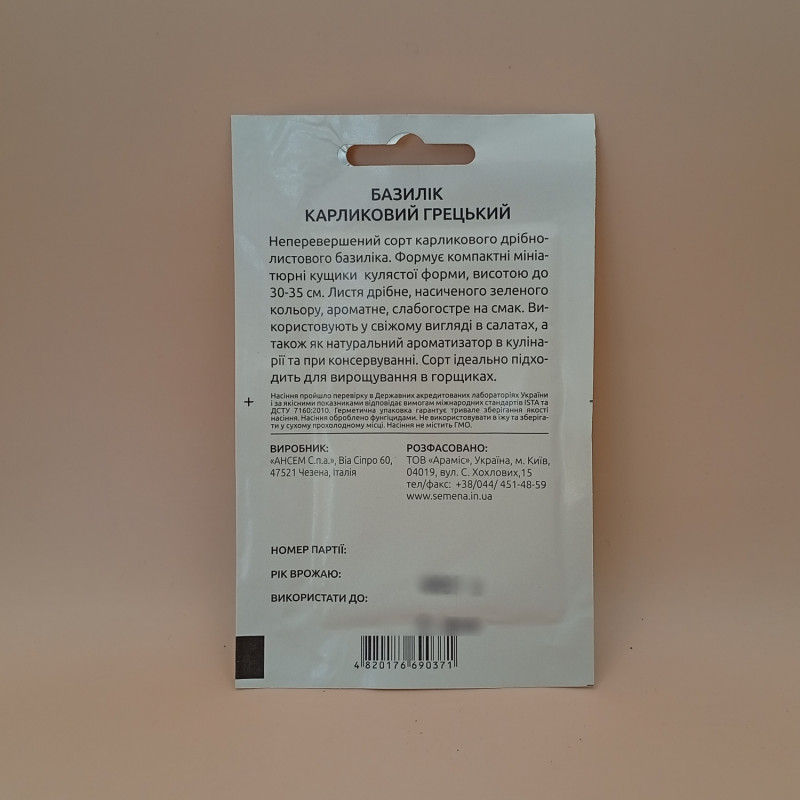 БАЗИЛІК
КАРЛИКОВИЙ ГРЕЦЬКИЙ
Неперевершений сорт карликового дрібно-
листового базиліка. Формує компактні мініа-
тюрні кущики кулястої форми, висотою до
30-35 см. Листя дрібне, насиченого зеленого
кольору, ароматне, слабогостре на смак. Ви-
користовують у свіжому вигляді в салатах, а
також як натуральний ароматизатор в куліна-
рії та при консервуванні. Сорт ідеально підхо-
дить для вирощування в горщиках.
Насіння пройшло перевірку в Державних акредитованих лабораторіях України
і за якісними показниками відповідає вимогам міжнародних стандартів ISTA та
ДСТУ 7160:2010. Герметична упаковка гарантує тривале зберігання якості
насіння. Насіння оброблено фунгіцидами. Не використовувати в їжу та зберіга-
ти у сухому прохолодному місці. Насіння не містить ГМО.
ВИРОБНИК:
«АНСЕМ С.п.а.», Віа Сіпро 60,
47521 Чезена, Італія
РОЗФАСОВАНО:
ТОВ «Араміс», Україна, м. Київ,
04019, вул. С. Хохлових,15
тел/факс: +38/044/ 451-48-59
www.semena.in.ua
НОМЕР ПАРТІЇ:
РІК ВРОЖАЮ:
ВИКОРИСТАТИ ДО:
4 820176 690371